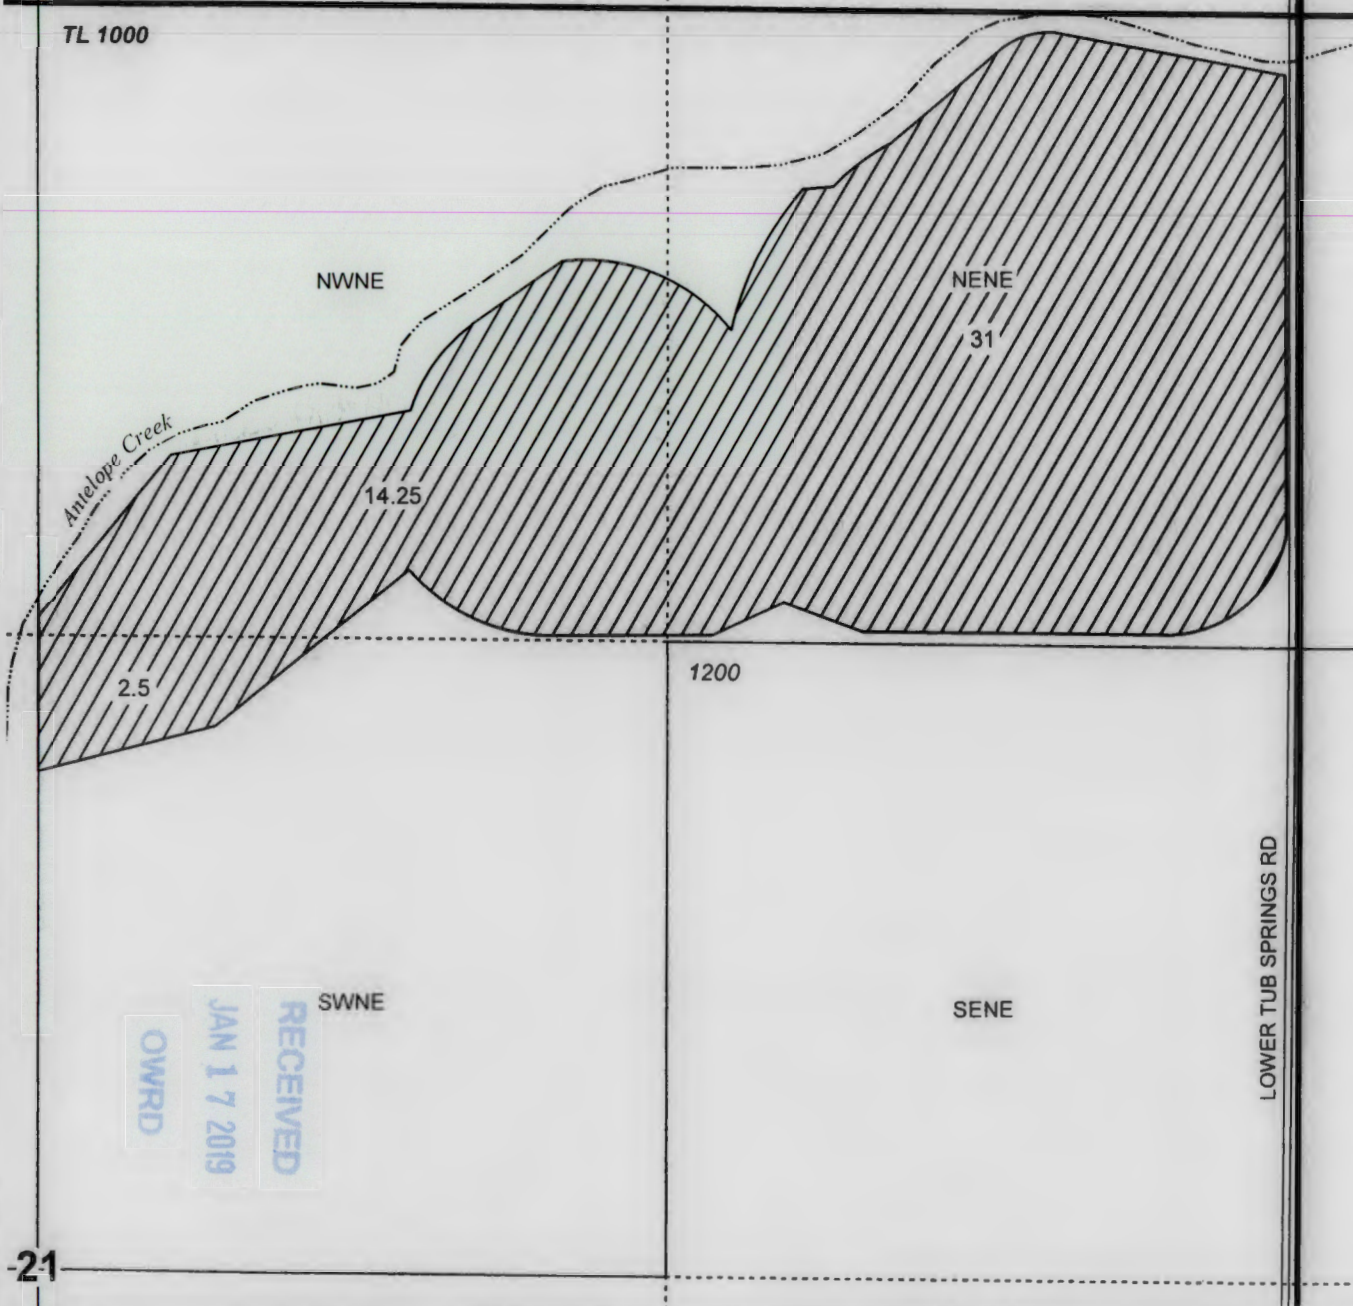 TL 1000
NWNE
NENE
31
Antelope Creek
14.25
2.5
1200
SWNE
SENE
LOWER TUB SPRINGS RD
RECEIVED
JAN 17 2019
OWRD
21